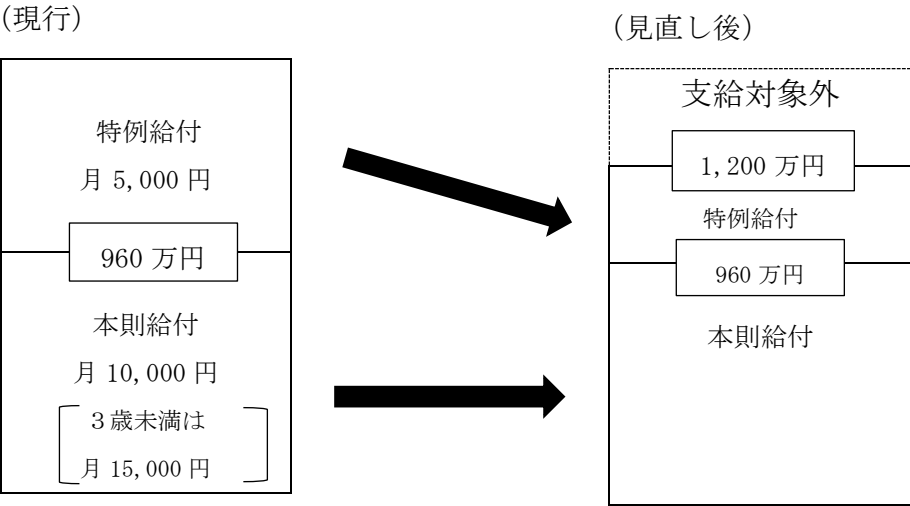 （現行）
特例給付
月 5,000 円
960 万円
本則給付
月 10,000 円
３歳未満は
月 15,000 円
（見直し後）
支給対象外
1,200 万円
特例給付
960 万円
本則給付